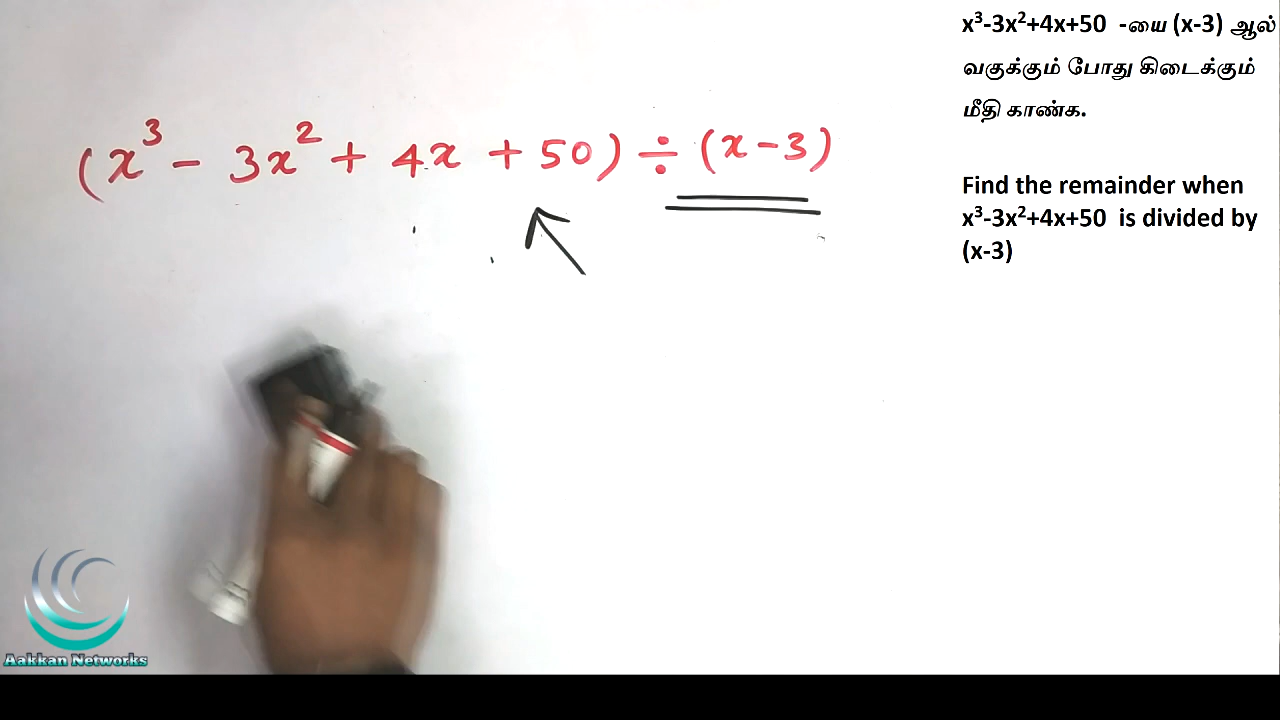 x³-3x²+4x+50 -யை (x-3) ஆல்
வகுக்கும் போது கிடைக்கும்
மீதி காண்க.
(x³ - 3x² + 4x + 50) ÷ (x - 3)
Find the remainder when
x³-3x²+4x+50 is divided by
(x-3)
Aakkan Networks